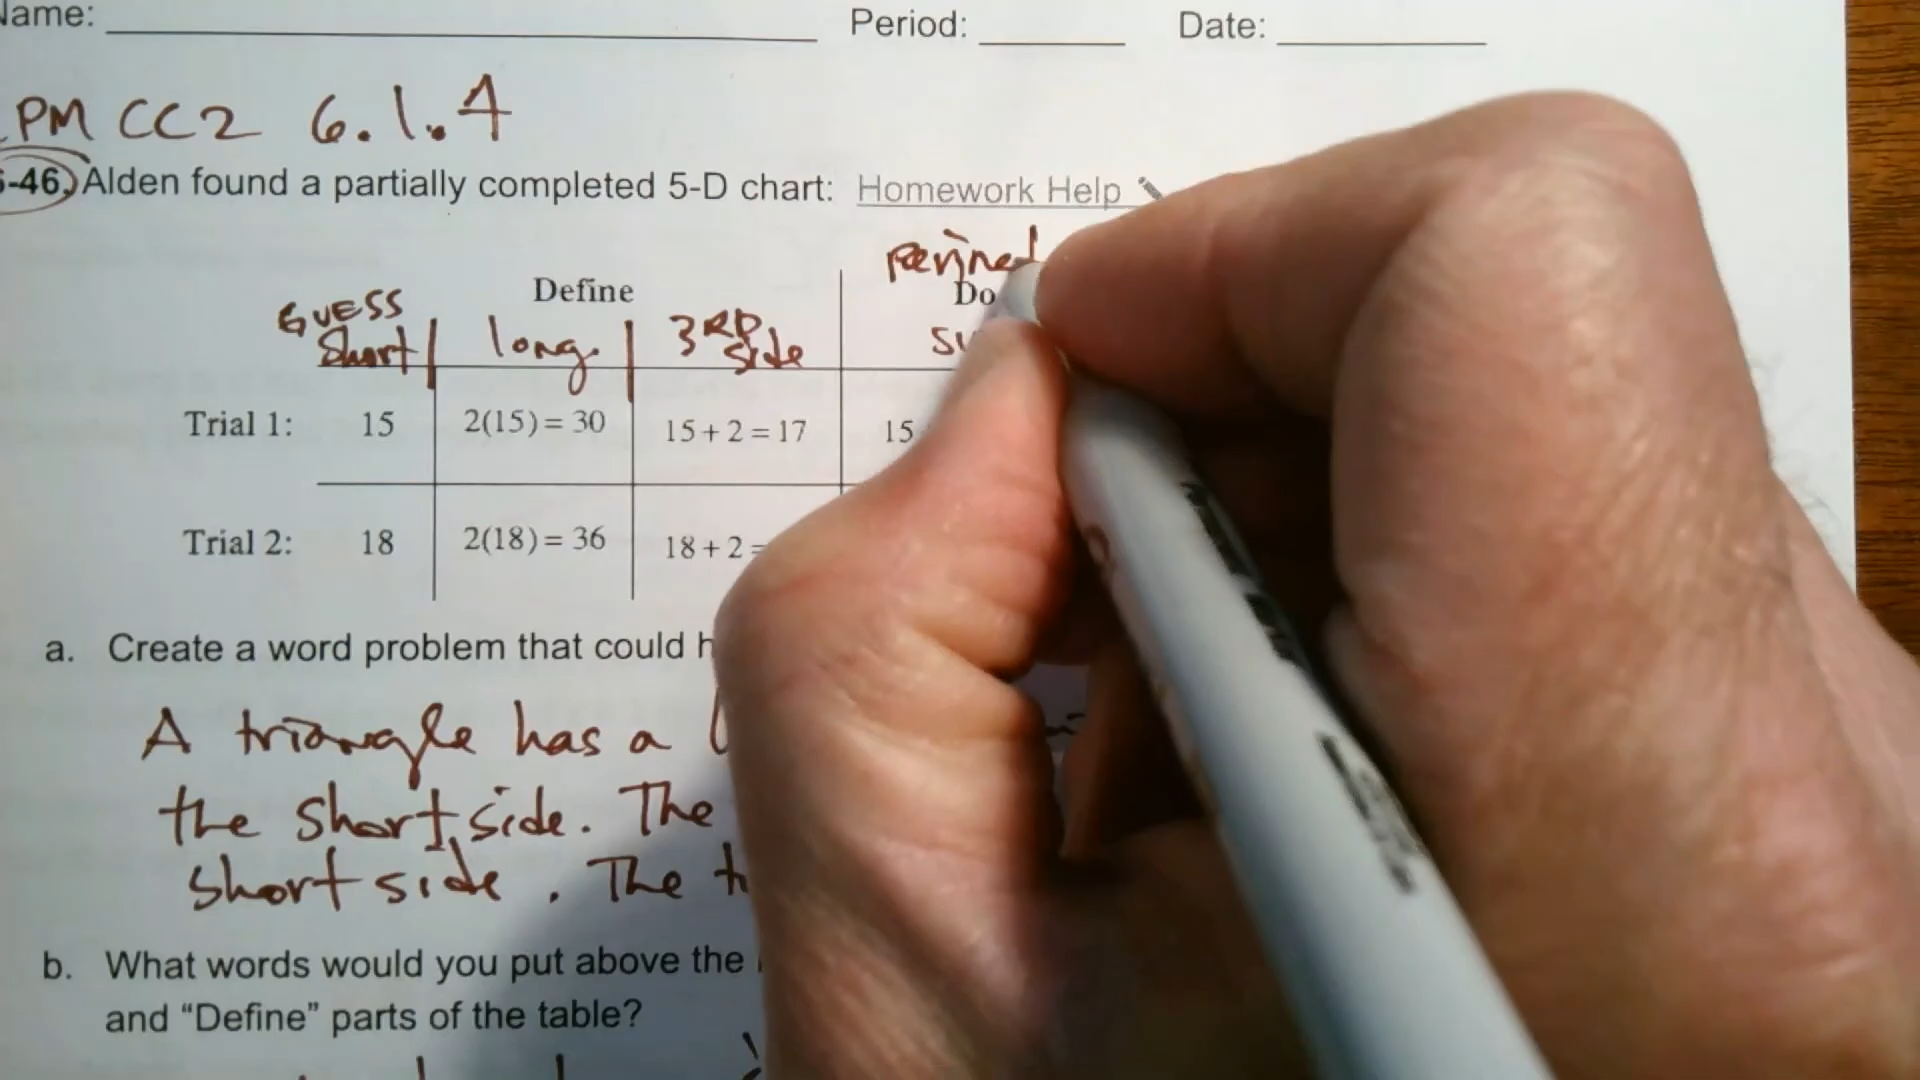 Name: Period: Date:
PM CC2 6.1.4
6-46. Alden found a partially completed 5-D chart: Homework Help
Define Do
GUESS
short long. 3RD side
Trial 1: 15 2(15) = 30 15 + 2 = 17 15
Trial 2: 18 2(18) = 36 18 + 2 =
a. Create a word problem that could
A triangle has a
the short side. The
short side. The
b. What words would you put above the
and “Define” parts of the table?